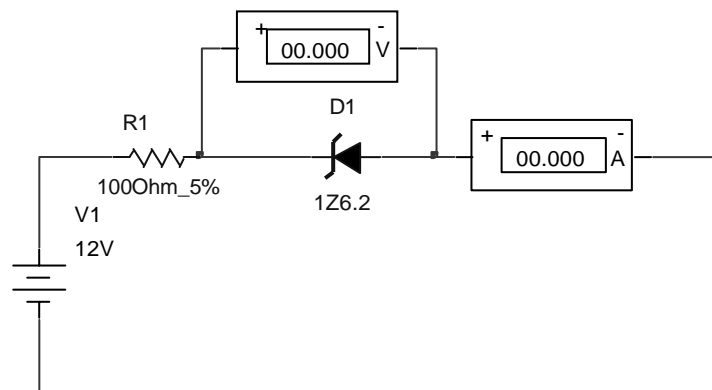 + -
00.000 V
D1
R1
+ -
00.000 A
100Ohm_5%
1Z6.2
V1
12V